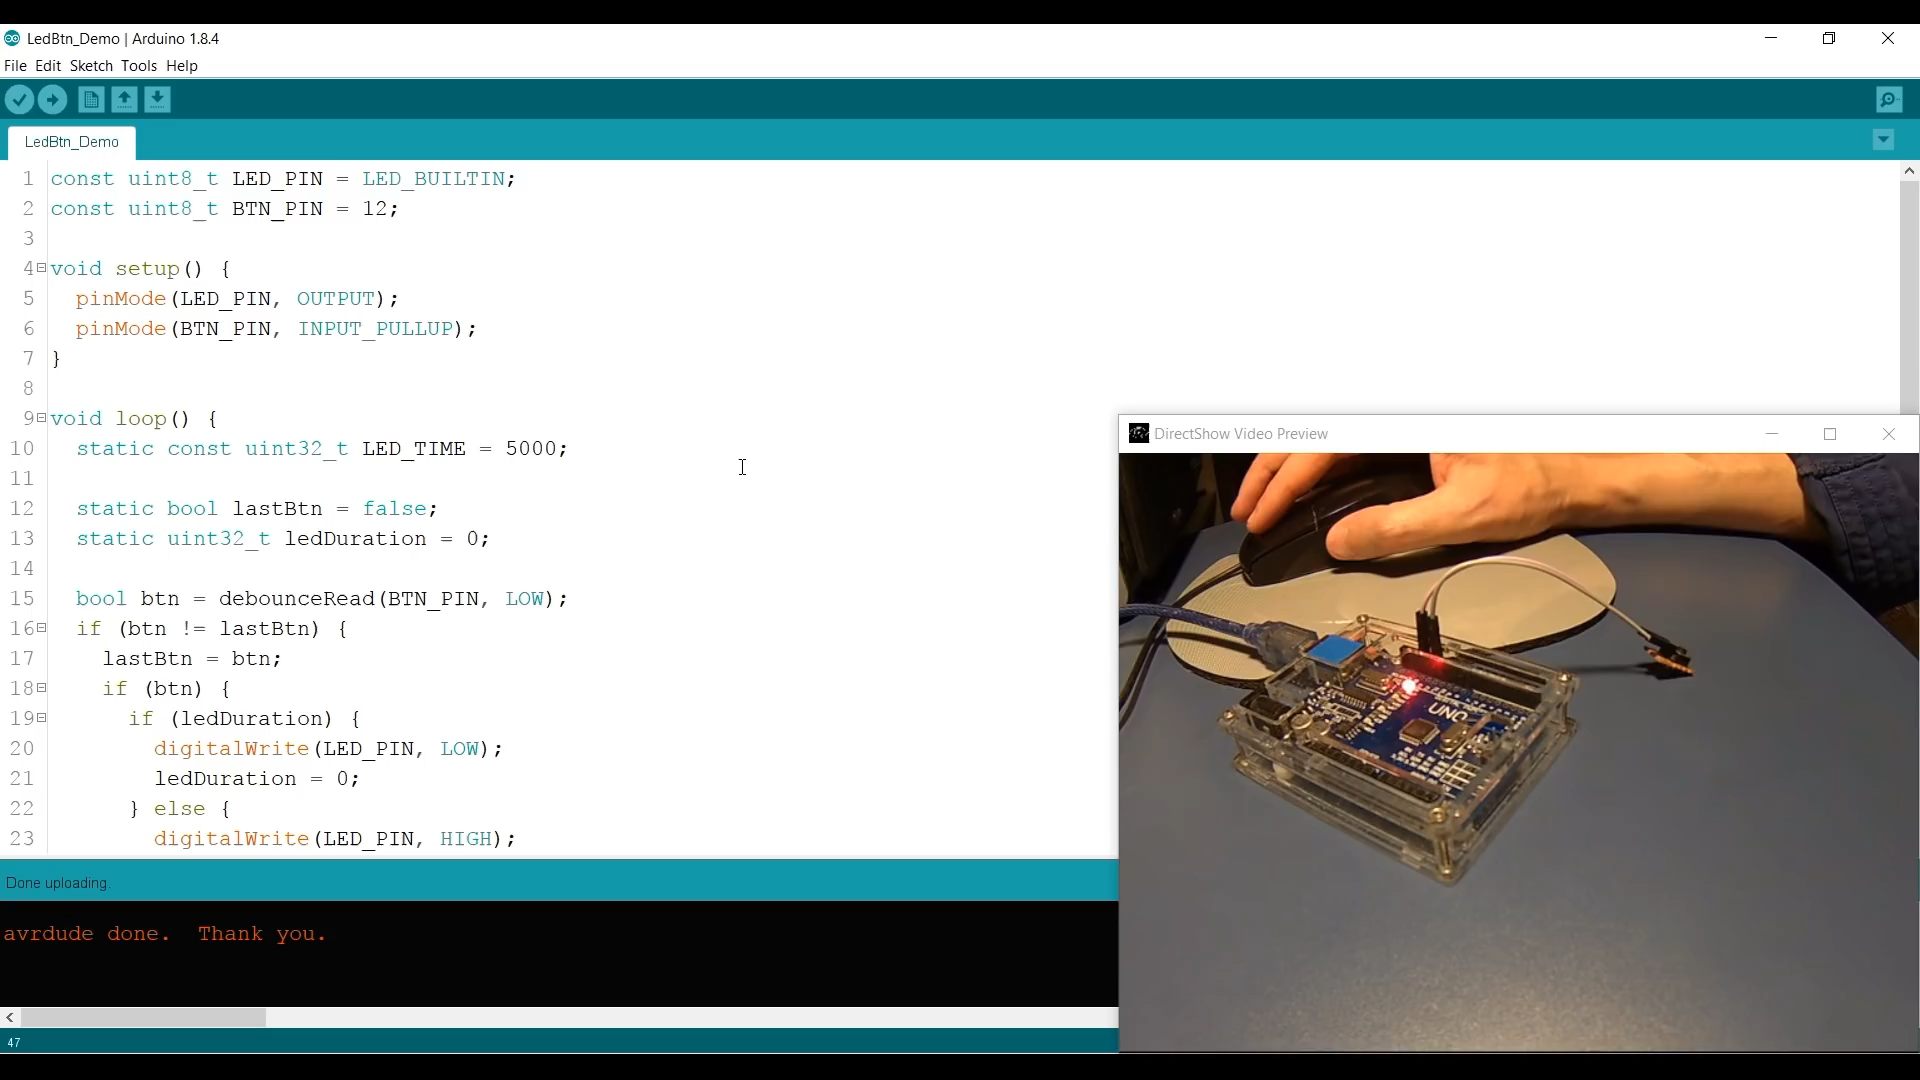 LedBtn_Demo | Arduino 1.8.4
File Edit Sketch Tools Help
LedBtn_Demo
1 const uint8_t LED_PIN = LED_BUILTIN;
2 const uint8_t BTN_PIN = 12;
3
4 void setup() {
5 pinMode(LED_PIN, OUTPUT);
6 pinMode(BTN_PIN, INPUT_PULLUP);
7 }
8
9 void loop() {
10 static const uint32_t LED_TIME = 5000;
11
12 static bool lastBtn = false;
13 static uint32_t ledDuration = 0;
14
15 bool btn = debounceRead(BTN_PIN, LOW);
16 if (btn != lastBtn) {
17 lastBtn = btn;
18 if (btn) {
19 if (ledDuration) {
20 digitalWrite(LED_PIN, LOW);
21 ledDuration = 0;
22 } else {
23 digitalWrite(LED_PIN, HIGH);
DirectShow Video Preview
UNO
Done uploading.
avrdude done. Thank you.
47